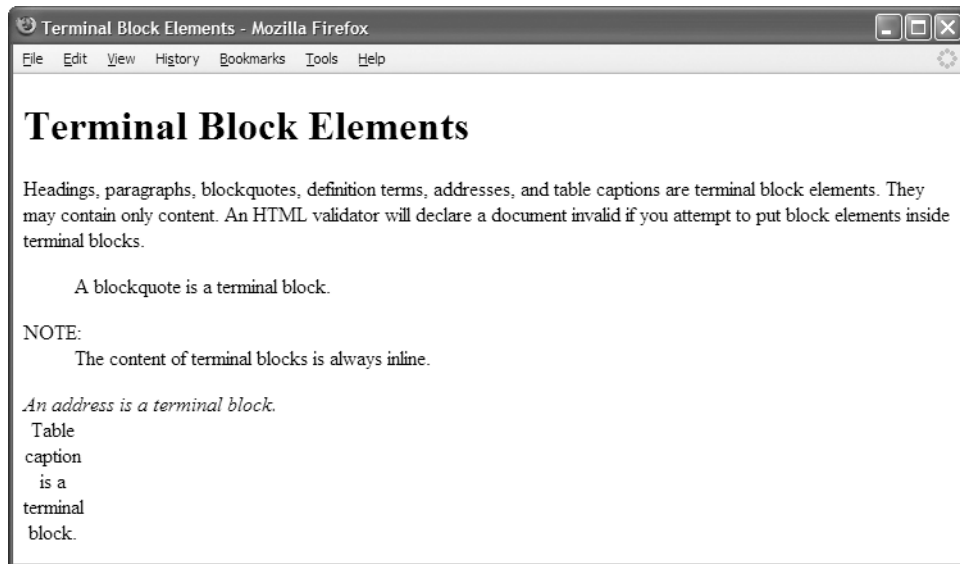 Terminal Block Elements - Mozilla Firefox
File Edit View History Bookmarks Tools Help
Terminal Block Elements
Headings, paragraphs, blockquotes, definition terms, addresses, and table captions are terminal block elements. They
may contain only content. An HTML validator will declare a document invalid if you attempt to put block elements inside
terminal blocks.
A blockquote is a terminal block.
NOTE:
The content of terminal blocks is always inline.
An address is a terminal block.
Table
caption
is a
terminal
block.